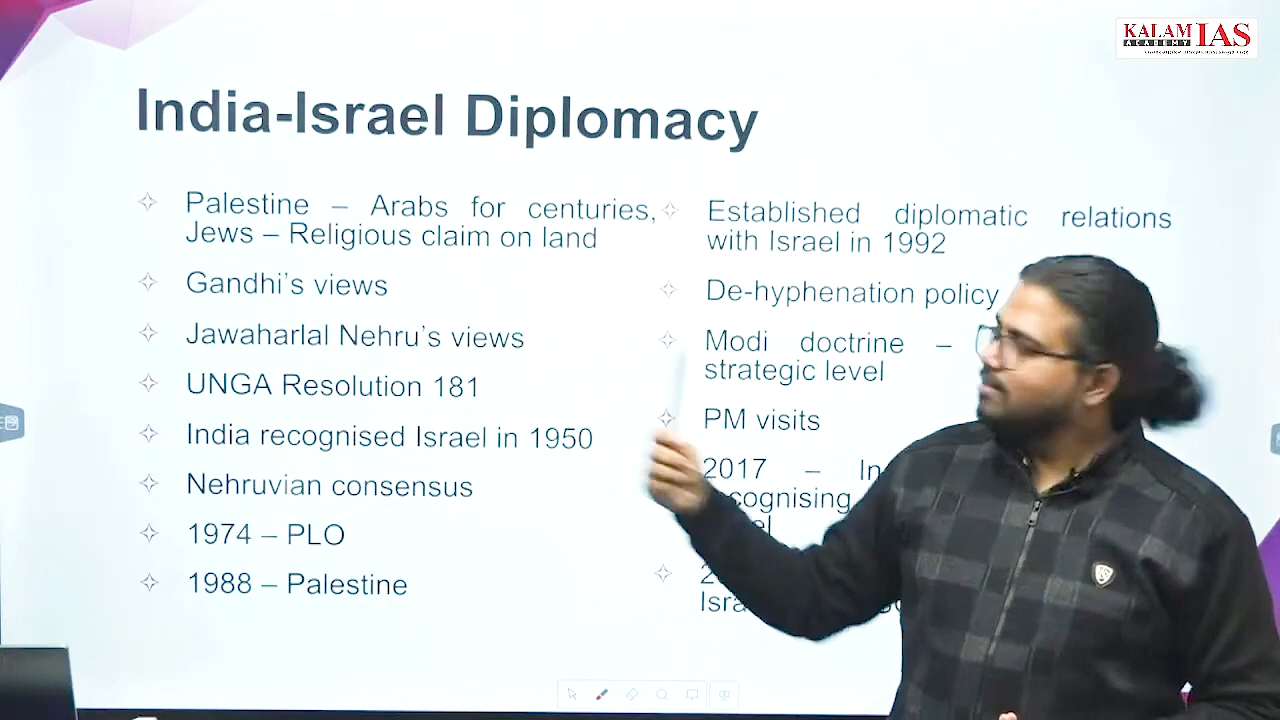 KALAM IAS
ACADEMY
India-Israel Diplomacy
Palestine – Arabs for centuries,
Jews – Religious claim on land
Gandhi's views
Jawaharlal Nehru's views
UNGA Resolution 181
India recognised Israel in 1950
Nehruvian consensus
1974 – PLO
1988 – Palestine
Established diplomatic relations
with Israel in 1992
De-hyphenation policy
Modi doctrine –
strategic level
PM visits
2017 –